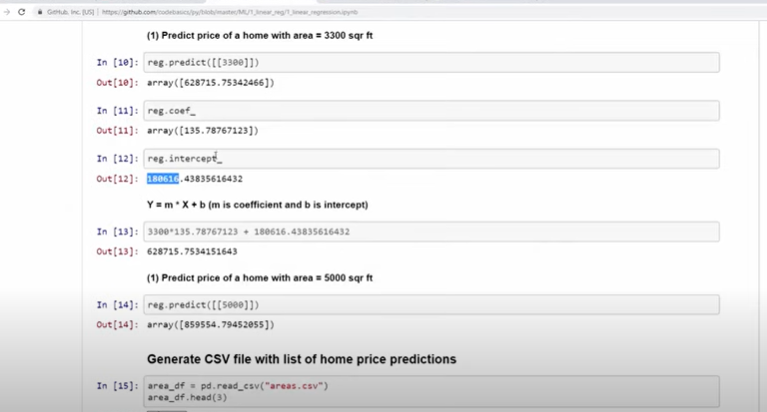 GitHub, Inc. [US] | https://github.com/codebasics/py/blob/master/ML/1_linear_reg/1_linear_regression.ipynb
(1) Predict price of a home with area = 3300 sqr ft
In [10]: reg.predict([[3300]])
Out[10]: array([628715.75342466])
In [11]: reg.coef_
Out[11]: array([135.78767123])
In [12]: reg.intercept_
Out[12]: 180616.43835616432
Y = m * X + b (m is coefficient and b is intercept)
In [13]: 3300*135.78767123 + 180616.43835616432
Out[13]: 628715.7534151643
(1) Predict price of a home with area = 5000 sqr ft
In [14]: reg.predict([[5000]])
Out[14]: array([859554.79452055])
Generate CSV file with list of home price predictions
In [15]: area_df = pd.read_csv("areas.csv")
area_df.head(3)